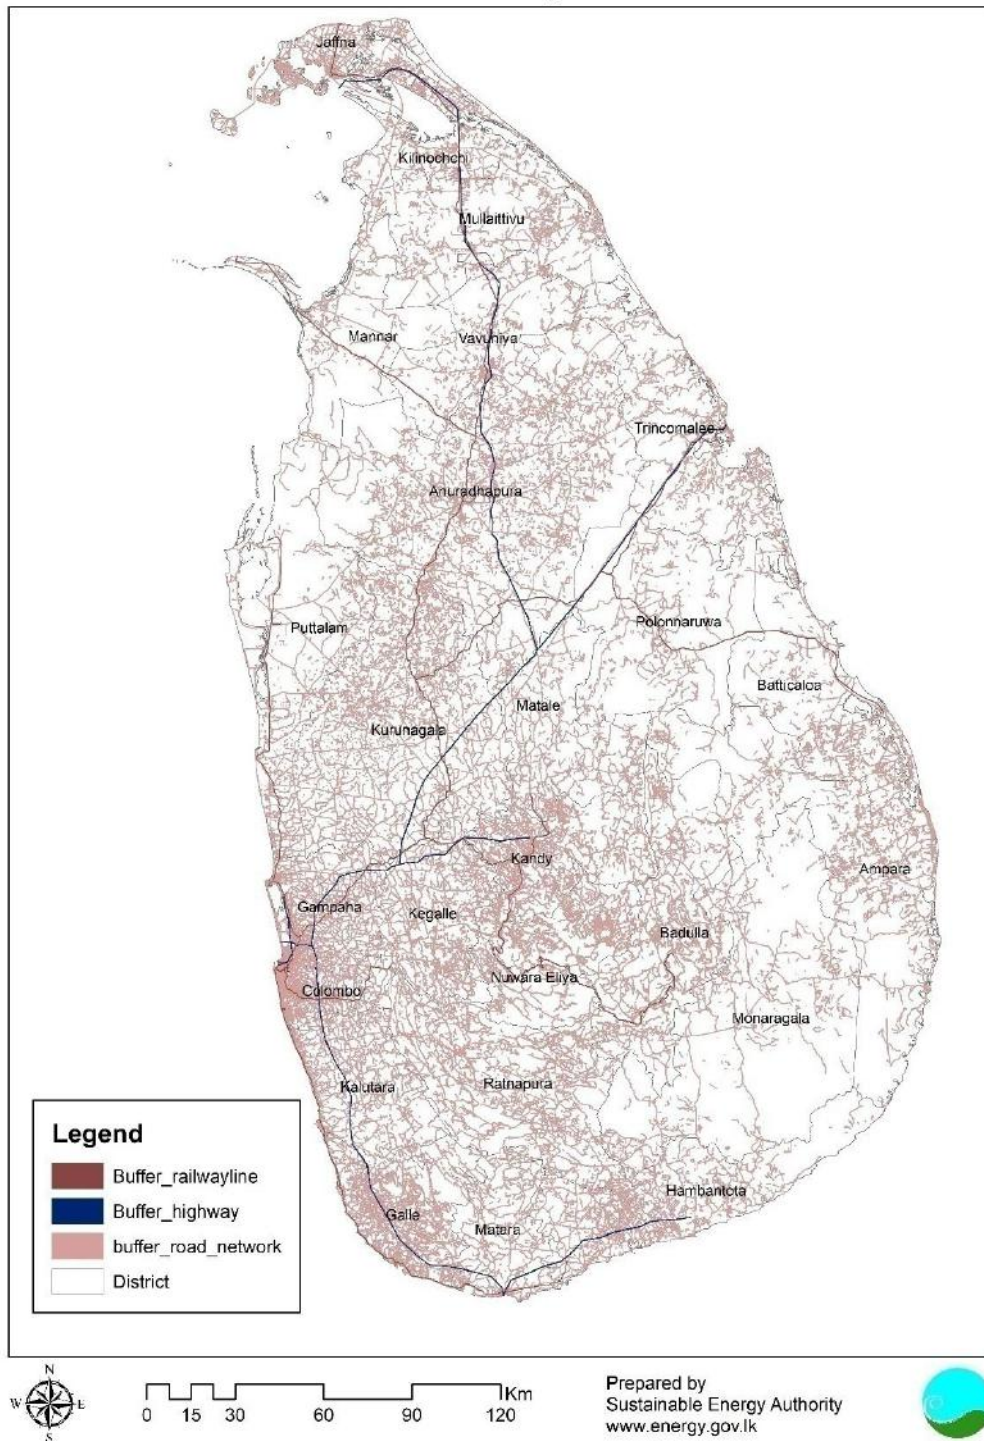 Jaffna
Kilinochchi
Mullaittivu
Mannar
Vavuniya
Trincomalee
Anuradhapura
Puttalam
Polonnaruwa
Batticaloa
Matale
Kurunagala
Kandy
Ampara
Gampaha
Kegalle
Badulla
Nuwara Eliya
Colombo
Monaragala
Kalutara
Ratnapura
Hambantota
Galle
Matara
Legend
Buffer_railwayline
Buffer_highway
buffer_road_network
District
N
W E
S
Km
0 15 30 60 90 120
Prepared by
Sustainable Energy Authority
www.energy.gov.lk